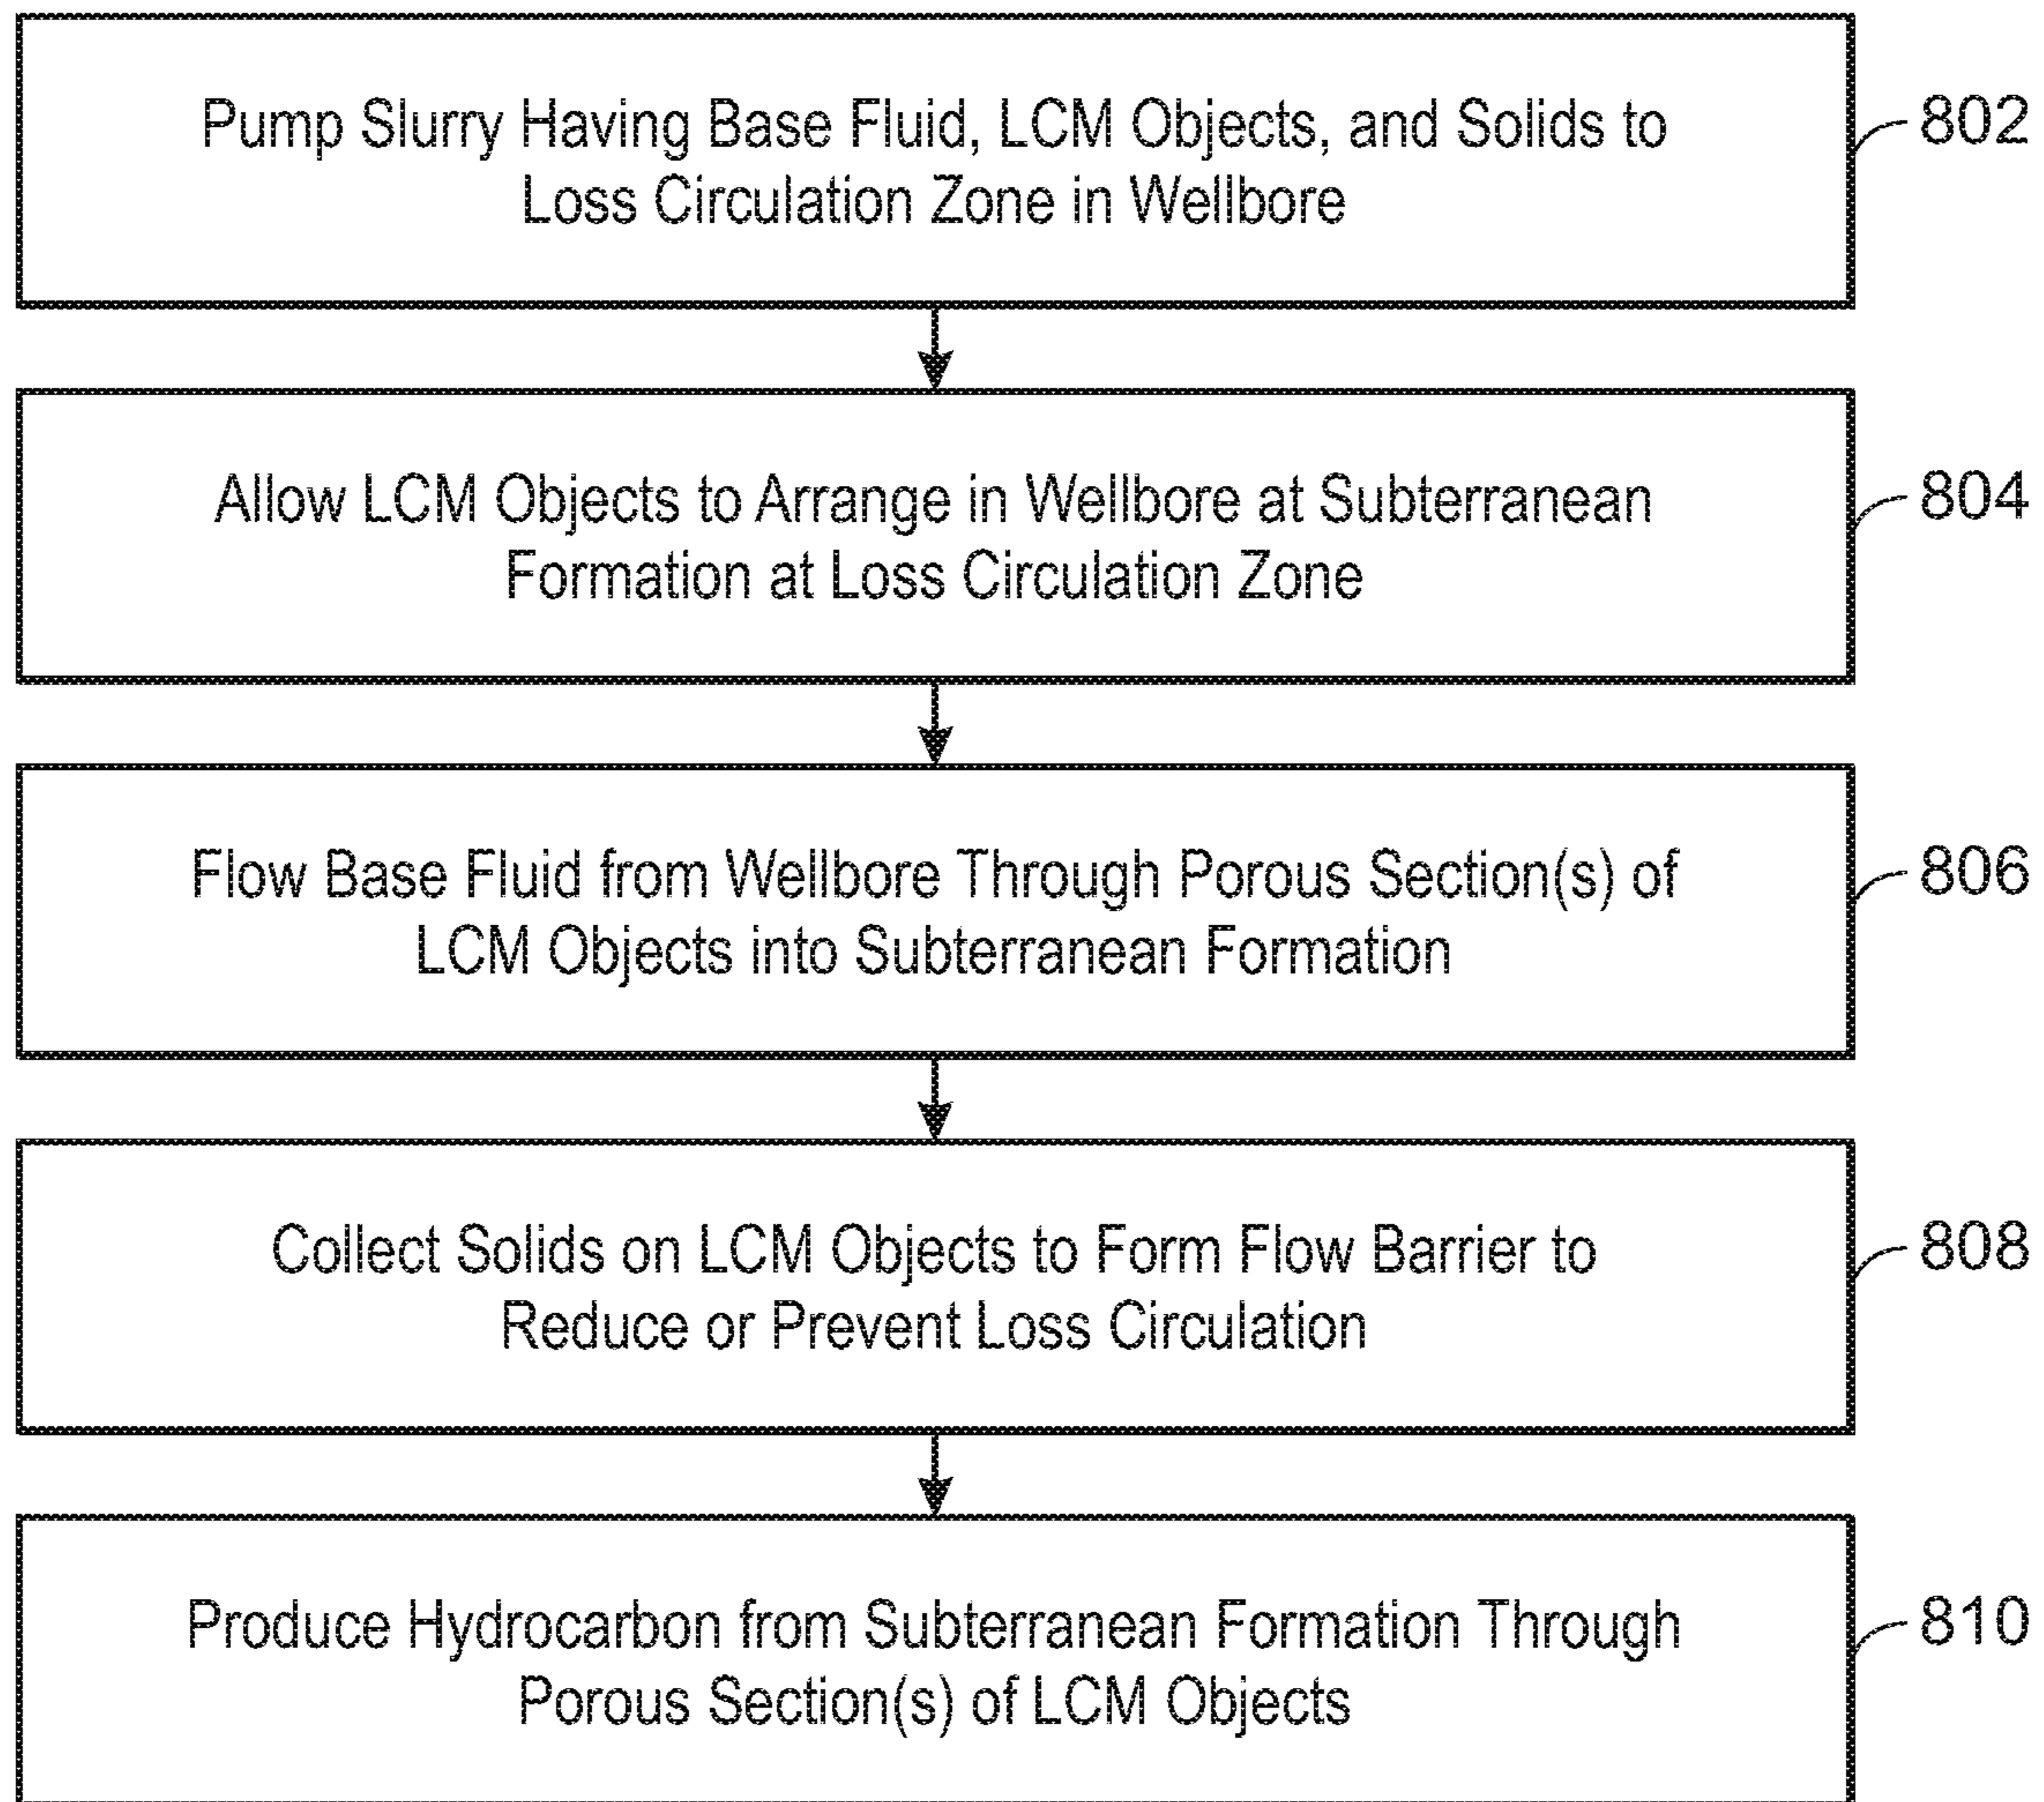 Pump Slurry Having Base Fluid, LCM Objects, and Solids to
Loss Circulation Zone in Wellbore
802
Allow LCM Objects to Arrange in Wellbore at Subterranean
Formation at Loss Circulation Zone
804
Flow Base Fluid from Wellbore Through Porous Section(s) of
LCM Objects into Subterranean Formation
806
Collect Solids on LCM Objects to Form Flow Barrier to
Reduce or Prevent Loss Circulation
808
Produce Hydrocarbon from Subterranean Formation Through
Porous Section(s) of LCM Objects
810